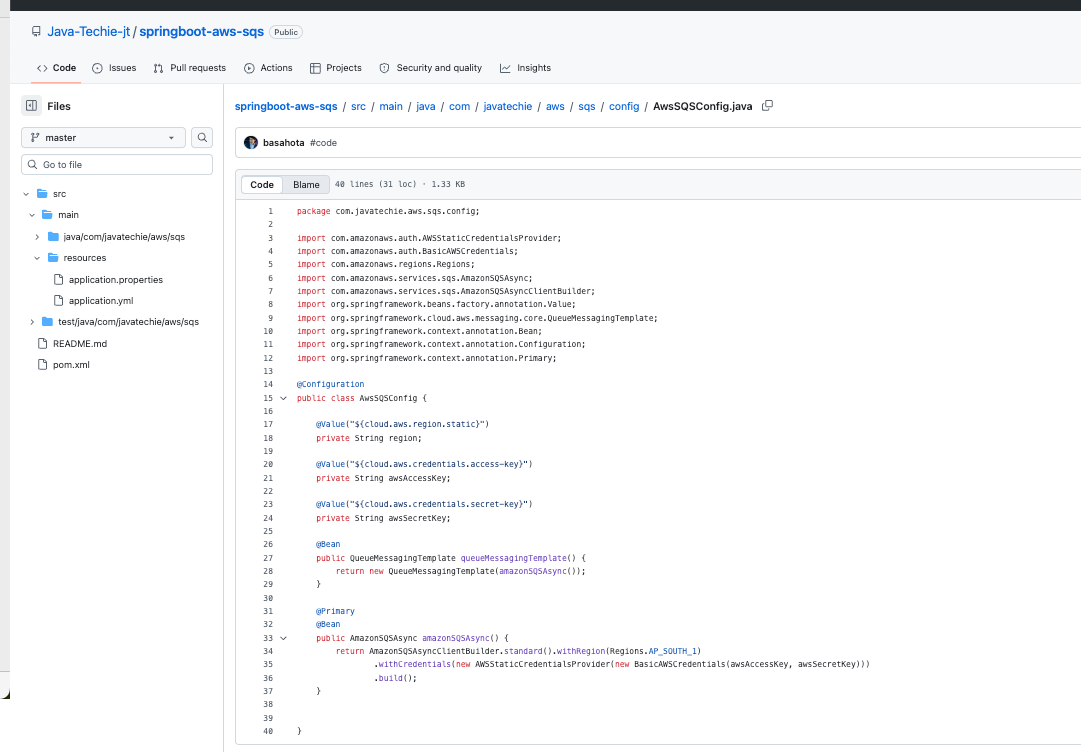 Java-Techie-jt / springboot-aws-sqs Public
Code Issues Pull requests Actions Projects Security and quality Insights
Files
master
Go to file
src
main
java/com/javatechie/aws/sqs
resources
application.properties
application.yml
test/java/com/javatechie/aws/sqs
README.md
pom.xml
springboot-aws-sqs / src / main / java / com / javatechie / aws / sqs / config / AwsSQSConfig.java
basahota #code
Code Blame 40 lines (31 loc) · 1.33 KB
1 package com.javatechie.aws.sqs.config;
2
3 import com.amazonaws.auth.AWSStaticCredentialsProvider;
4 import com.amazonaws.auth.BasicAWSCredentials;
5 import com.amazonaws.regions.Regions;
6 import com.amazonaws.services.sqs.AmazonSQSAsync;
7 import com.amazonaws.services.sqs.AmazonSQSAsyncClientBuilder;
8 import org.springframework.beans.factory.annotation.Value;
9 import org.springframework.cloud.aws.messaging.core.QueueMessagingTemplate;
10 import org.springframework.context.annotation.Bean;
11 import org.springframework.context.annotation.Configuration;
12 import org.springframework.context.annotation.Primary;
13
14 @Configuration
15 public class AwsSQSConfig {
16
17 @Value("${cloud.aws.region.static}")
18 private String region;
19
20 @Value("${cloud.aws.credentials.access-key}")
21 private String awsAccessKey;
22
23 @Value("${cloud.aws.credentials.secret-key}")
24 private String awsSecretKey;
25
26 @Bean
27 public QueueMessagingTemplate queueMessagingTemplate() {
28 return new QueueMessagingTemplate(amazonSQSAsync());
29 }
30
31 @Primary
32 @Bean
33 public AmazonSQSAsync amazonSQSAsync() {
34 return AmazonSQSAsyncClientBuilder.standard().withRegion(Regions.AP_SOUTH_1)
35 .withCredentials(new AWSStaticCredentialsProvider(new BasicAWSCredentials(awsAccessKey, awsSecretKey)))
36 .build();
37 }
38
39
40 }